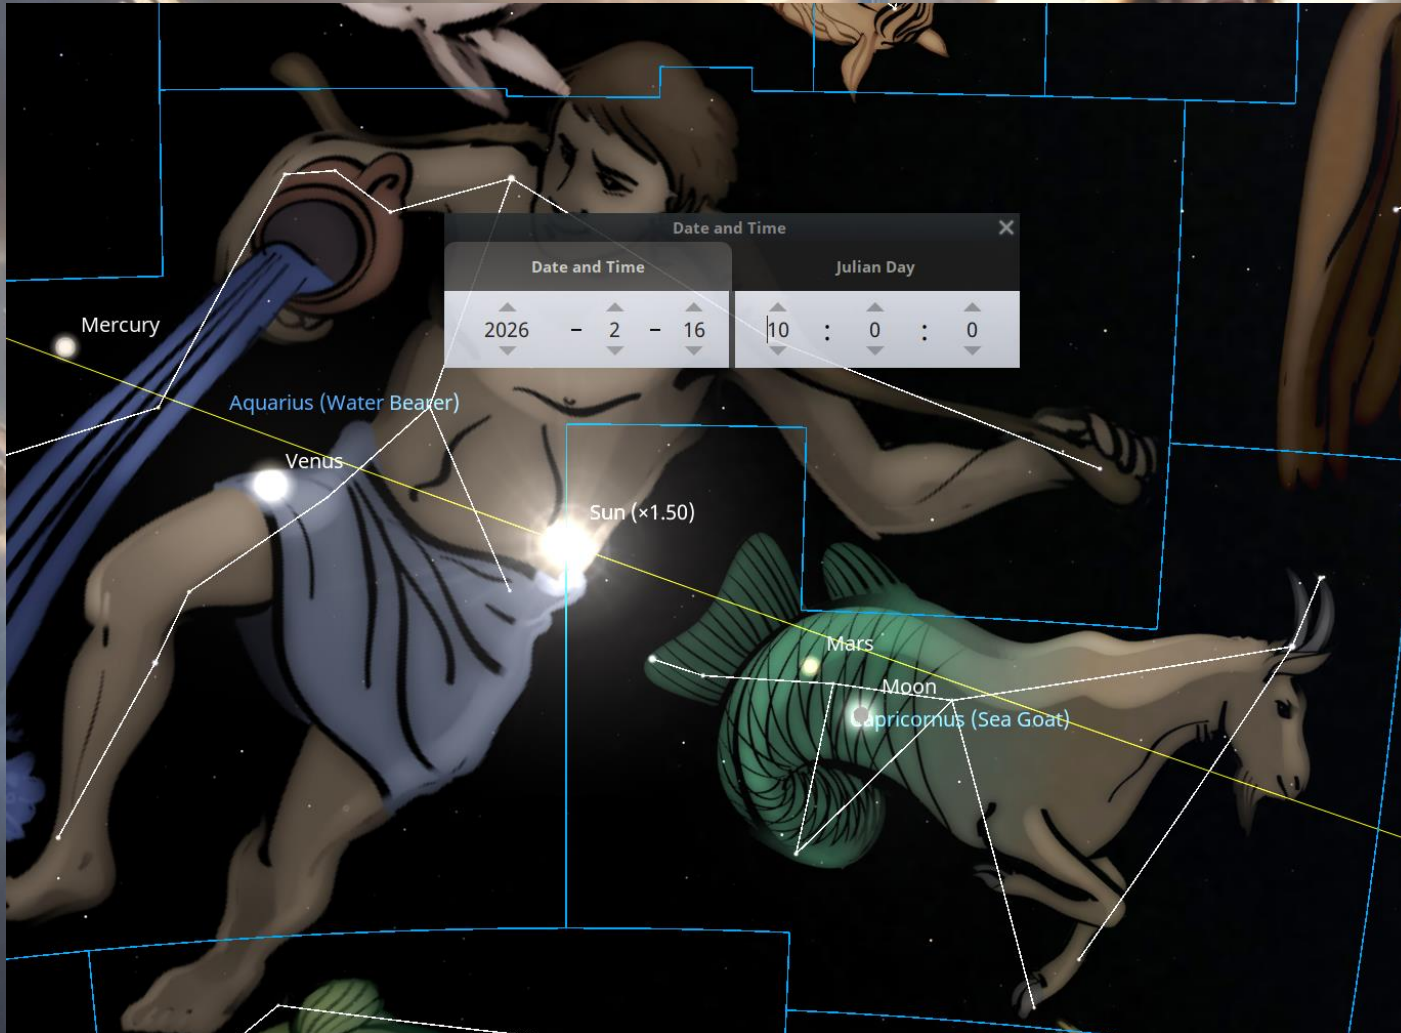 Date and Time
Date and Time Julian Day
2026 - 2 - 16 10 : 0 : 0
Mercury
Aquarius (Water Bearer)
Venus
Sun (×1.50)
Mars
Moon
Capricornus (Sea Goat)